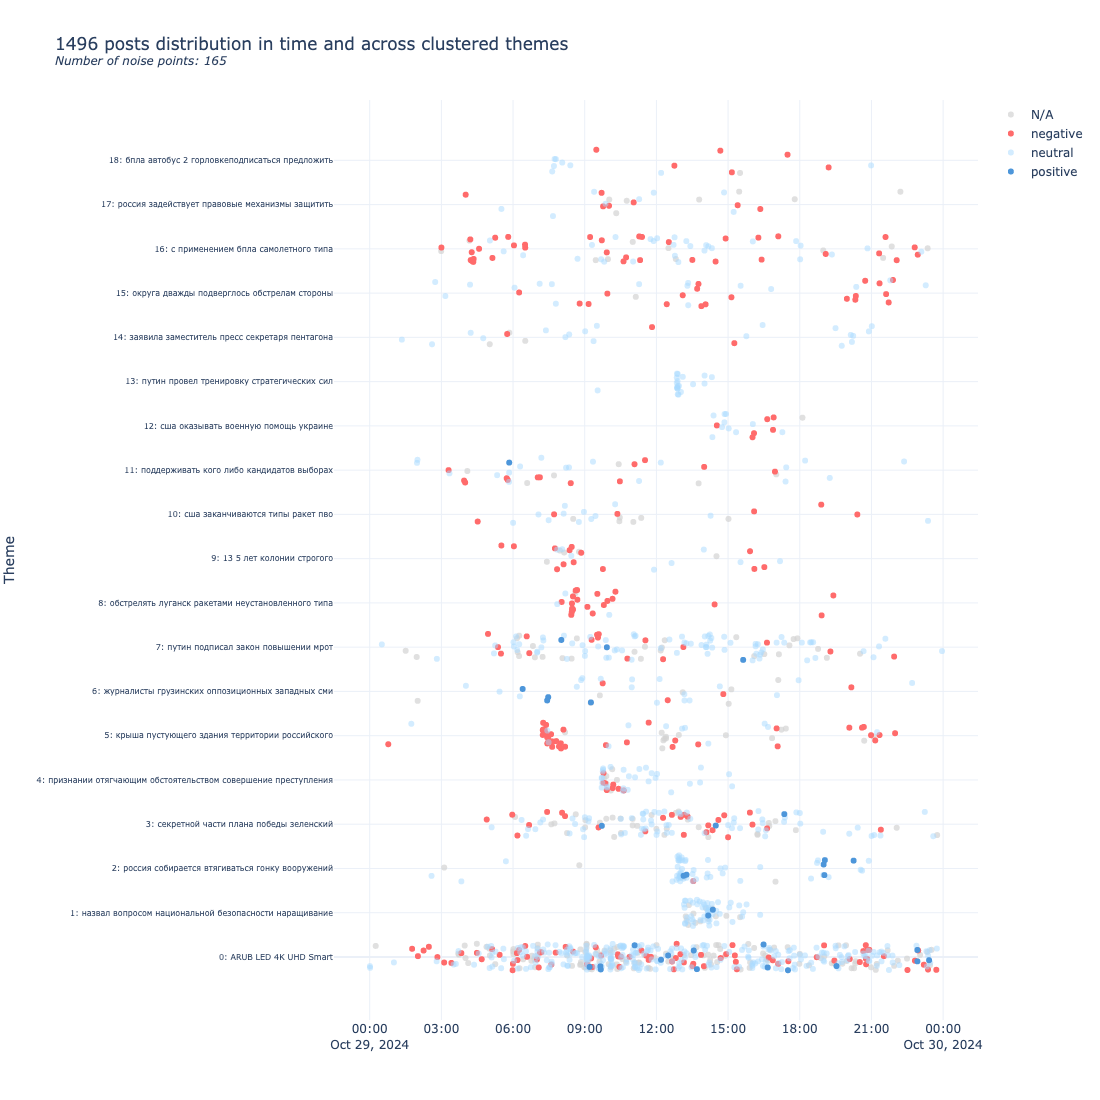 1496 posts distribution in time and across clustered themes
Number of noise points: 165
N/A
negative
neutral
positive
Theme
18: бпла автобус 2 горловкеподписаться предложить
17: россия задействует правовые механизмы защитить
16: с применением бпла самолетного типа
15: округа дважды подверглось обстрелам стороны
14: заявила заместитель пресс секретаря пентагона
13: путин провел тренировку стратегических сил
12: сша оказывать военную помощь украине
11: поддерживать кого либо кандидатов выборах
10: сша заканчиваются типы ракет пво
9: 13 5 лет колонии строгого
8: обстрелять луганск ракетами неустановленного типа
7: путин подписал закон повышении мрот
6: журналисты грузинских оппозиционных западных сми
5: крыша пустующего здания территории российского
4: признании отягчающим обстоятельством совершение преступления
3: секретной части плана победы зеленский
2: россия собирается втягиваться гонку вооружений
1: назвал вопросом национальной безопасности наращивание
0: ARUB LED 4K UHD Smart
00:00 03:00 06:00 09:00 12:00 15:00 18:00 21:00 00:00
Oct 29, 2024 Oct 30, 2024